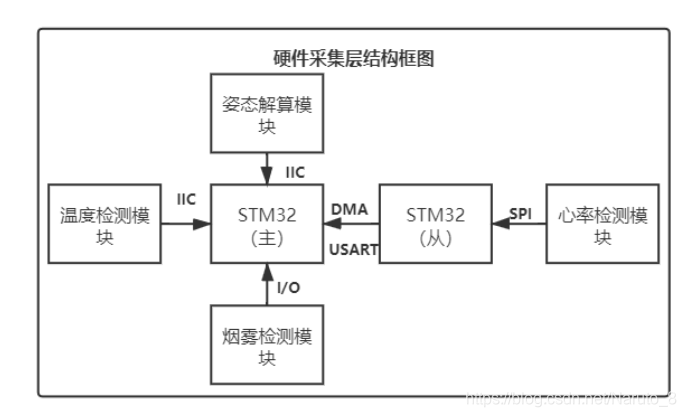 硬件采集层结构框图
姿态解算模
块
IIC
温度检测模
块
IIC
STM32
（主）
DMA
USART
STM32
（从）
SPI
心率检测模
块
I/O
烟雾检测模
块
https://blog.csdn.net/Naruto_8